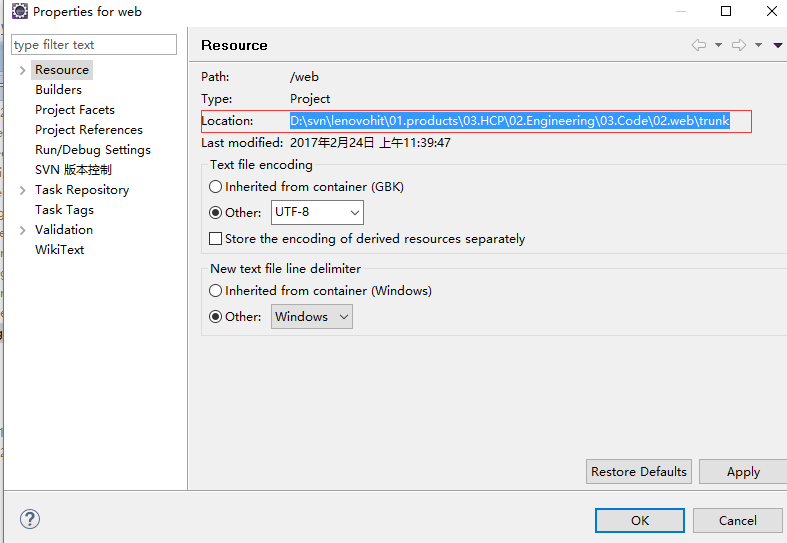 Properties for web
type filter text
Resource
Builders
Project Facets
Project References
Run/Debug Settings
SVN 版本控制
Task Repository
Task Tags
Validation
WikiText
Resource
Path: /web
Type: Project
Location: D:\svn\lenovohit\01.products\03.HCP\02.Engineering\03.Code\02.web\trunk
Last modified: 2017年2月24日 上午11:39:47
Text file encoding
Inherited from container (GBK)
Other: UTF-8
Store the encoding of derived resources separately
New text file line delimiter
Inherited from container (Windows)
Other: Windows
Restore Defaults Apply
? OK Cancel